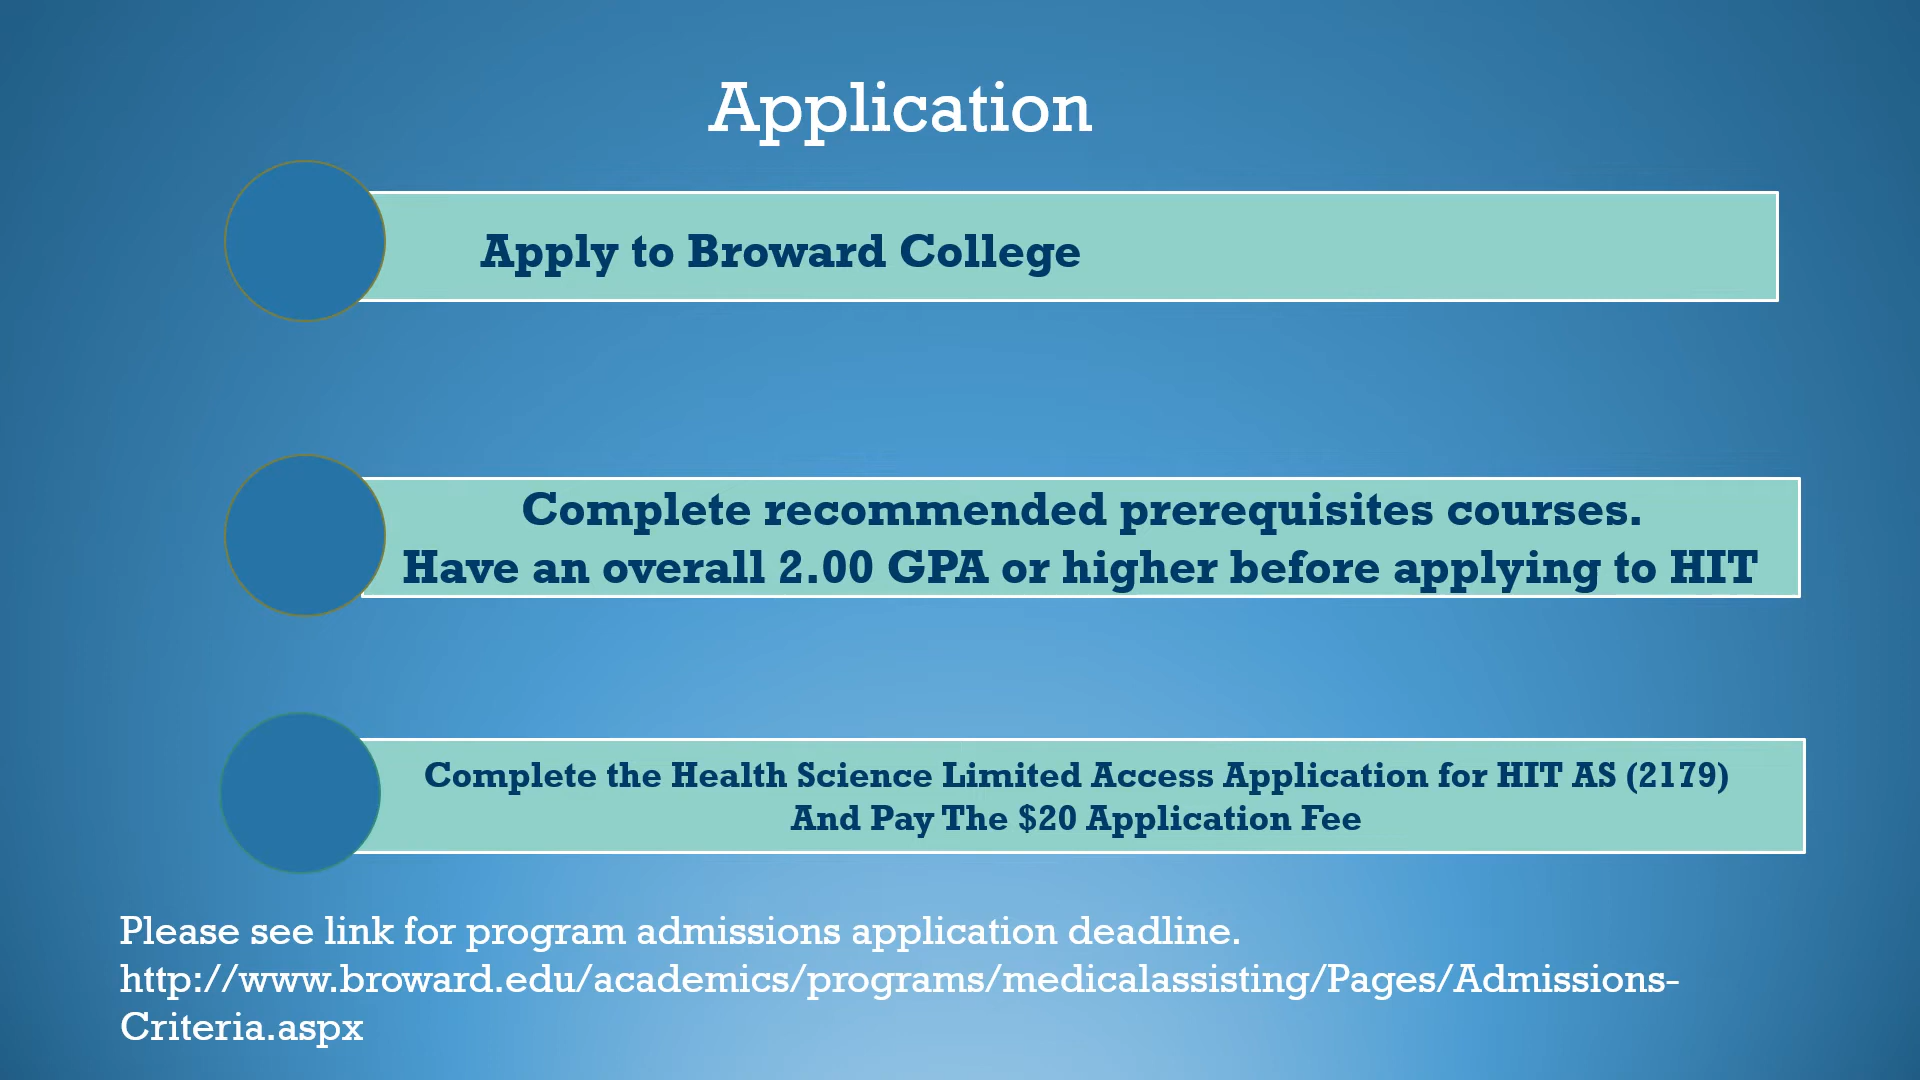 Application
Apply to Broward College
Complete recommended prerequisites courses.
Have an overall 2.00 GPA or higher before applying to HIT
Complete the Health Science Limited Access Application for HIT AS (2179)
And Pay The $20 Application Fee
Please see link for program admissions application deadline.
http://www.broward.edu/academics/programs/medicalassisting/Pages/Admissions-
Criteria.aspx